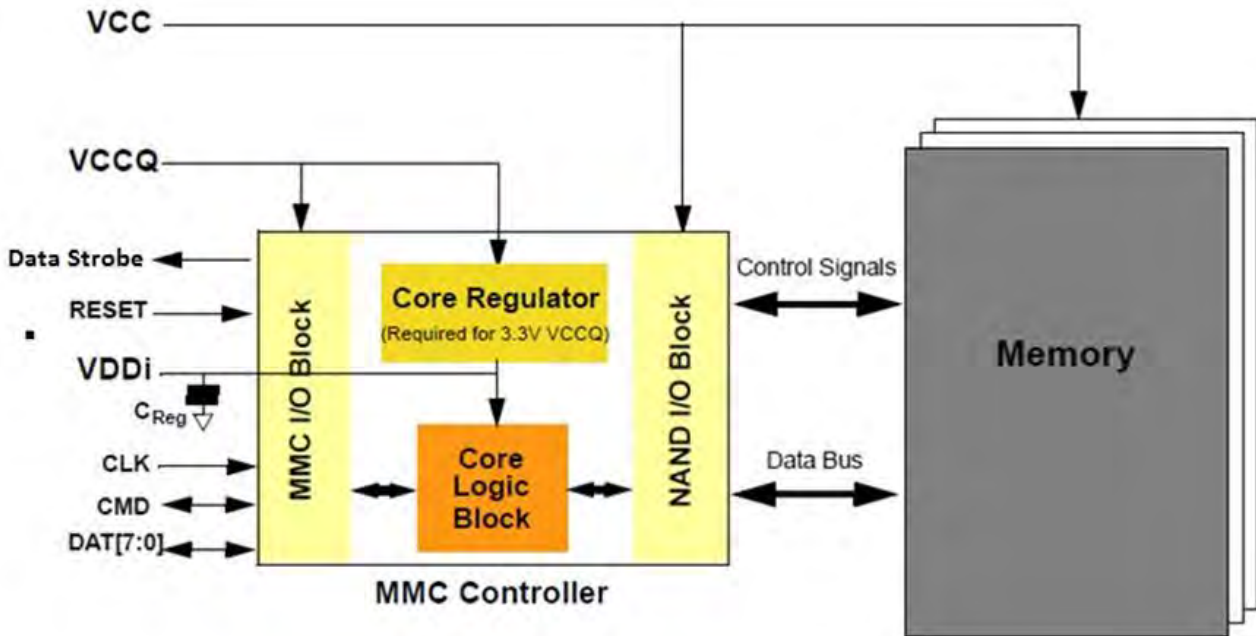 VCC
VCCQ
Data Strobe
RESET
VDDi
CReg
CLK
CMD
DAT[7:0]
MMC I/O Block
Core Regulator
(Required for 3.3V VCCQ)
Core
Logic
Block
NAND I/O Block
MMC Controller
Control Signals
Data Bus
Memory